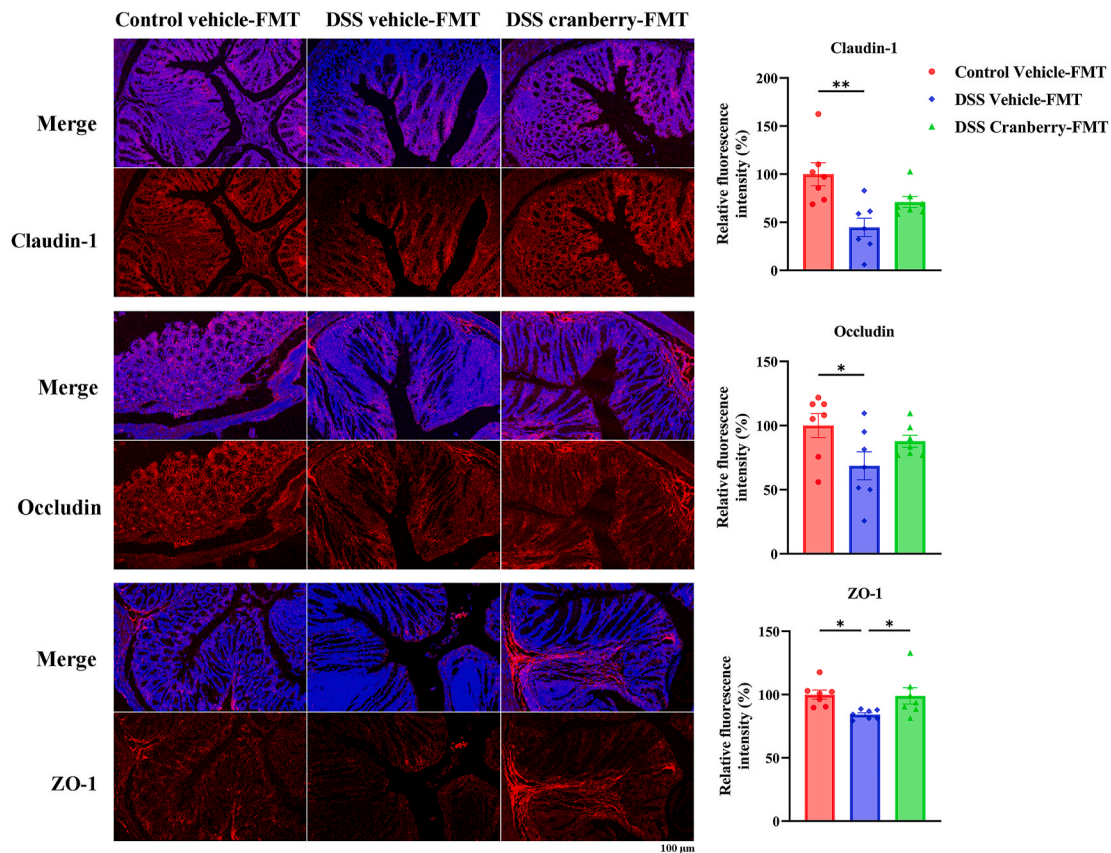 Control vehicle-FMT DSS vehicle-FMT DSS cranberry-FMT
Merge
Claudin-1
Merge
Occludin
Merge
ZO-1
100 μm
Claudin-1
Relative fluorescence
intensity (%)
200
150
100
50
0
**
Control Vehicle-FMT
DSS Vehicle-FMT
DSS Cranberry-FMT
Occludin
Relative fluorescence
intensity (%)
150
100
50
0
*
ZO-1
Relative fluorescence
intensity (%)
150
100
50
0
* *